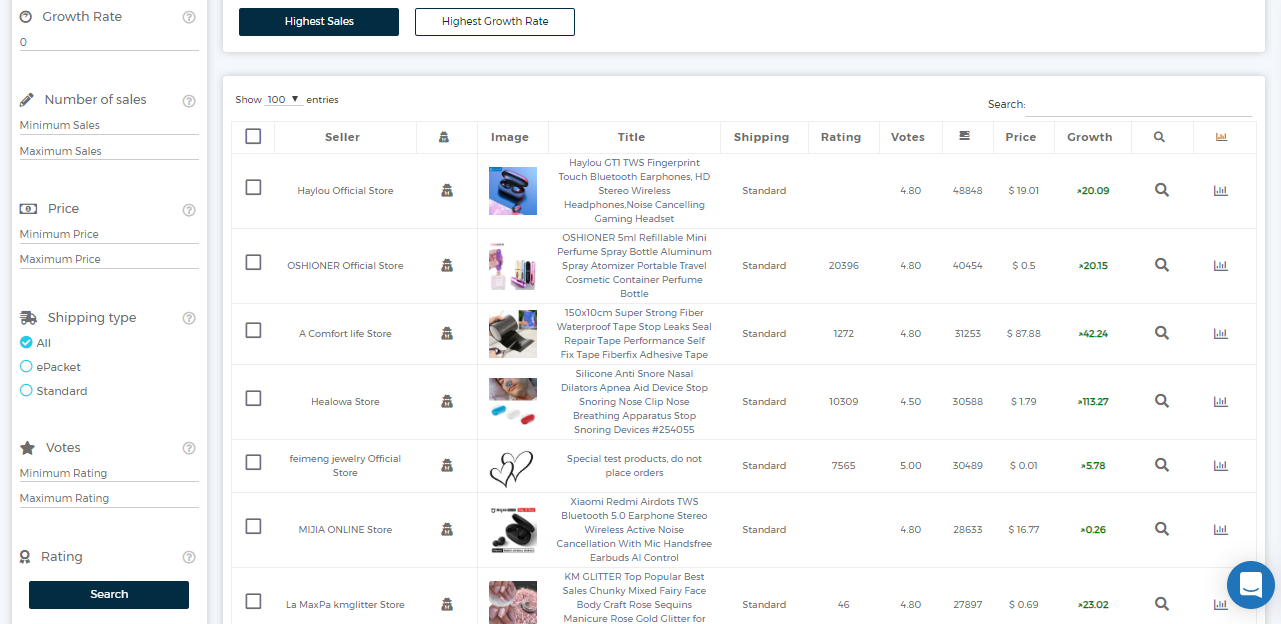 Growth Rate
0
Number of sales
Minimum Sales
Maximum Sales
Price
Minimum Price
Maximum Price
Shipping type
All
ePacket
Standard
Votes
Minimum Rating
Maximum Rating
Rating
Search
Highest Sales
Highest Growth Rate
Show 100 entries
Search:
Seller Image Title Shipping Rating Votes Price Growth
Haylou GT1 TWS Fingerprint
Touch Bluetooth Earphones, HD
Haylou Official Store Stereo Wireless Standard 4.80 48848 $ 19.01 20.09
Headphones,Noise Cancelling
Gaming Headset
OSHIONER 5ml Refillable Mini
Perfume Spray Bottle Aluminum
OSHIONER Official Store Spray Atomizer Portable Travel Standard 20396 4.80 40454 $ 0.5 20.15
Cosmetic Container Perfume
Bottle
150x10cm Super Strong Fiber
Waterproof Tape Stop Leaks Seal
A Comfort life Store Standard 1272 4.80 31253 $ 87.88 42.24
Repair Tape Performance Self
Fix Tape Fiberfix Adhesive Tape
Silicone Anti Snore Nasal
Dilators Apnea Aid Device Stop
Healowa Store Snoring Nose Clip Nose Standard 10309 4.50 30588 $ 1.79 113.27
Breathing Apparatus Stop
Snoring Devices #254055
feimeng jewelry Official
Store
Special test products, do not
place orders
Standard 7565 5.00 30489 $ 0.01 5.78
Xiaomi Redmi Airdots TWS
Bluetooth 5.0 Earphone Stereo
MIJIA ONLINE Store Wireless Active Noise Standard 4.80 28633 $ 16.77 0.26
Cancellation With Mic Handsfree
Earbuds AI Control
KM GLITTER Top Popular Best
Sales Chunky Mixed Fairy Face
La MaxPa kmglitter Store Body Craft Rose Sequins Standard 46 4.80 27897 $ 0.69 23.02
Manicure Rose Gold Glitter for